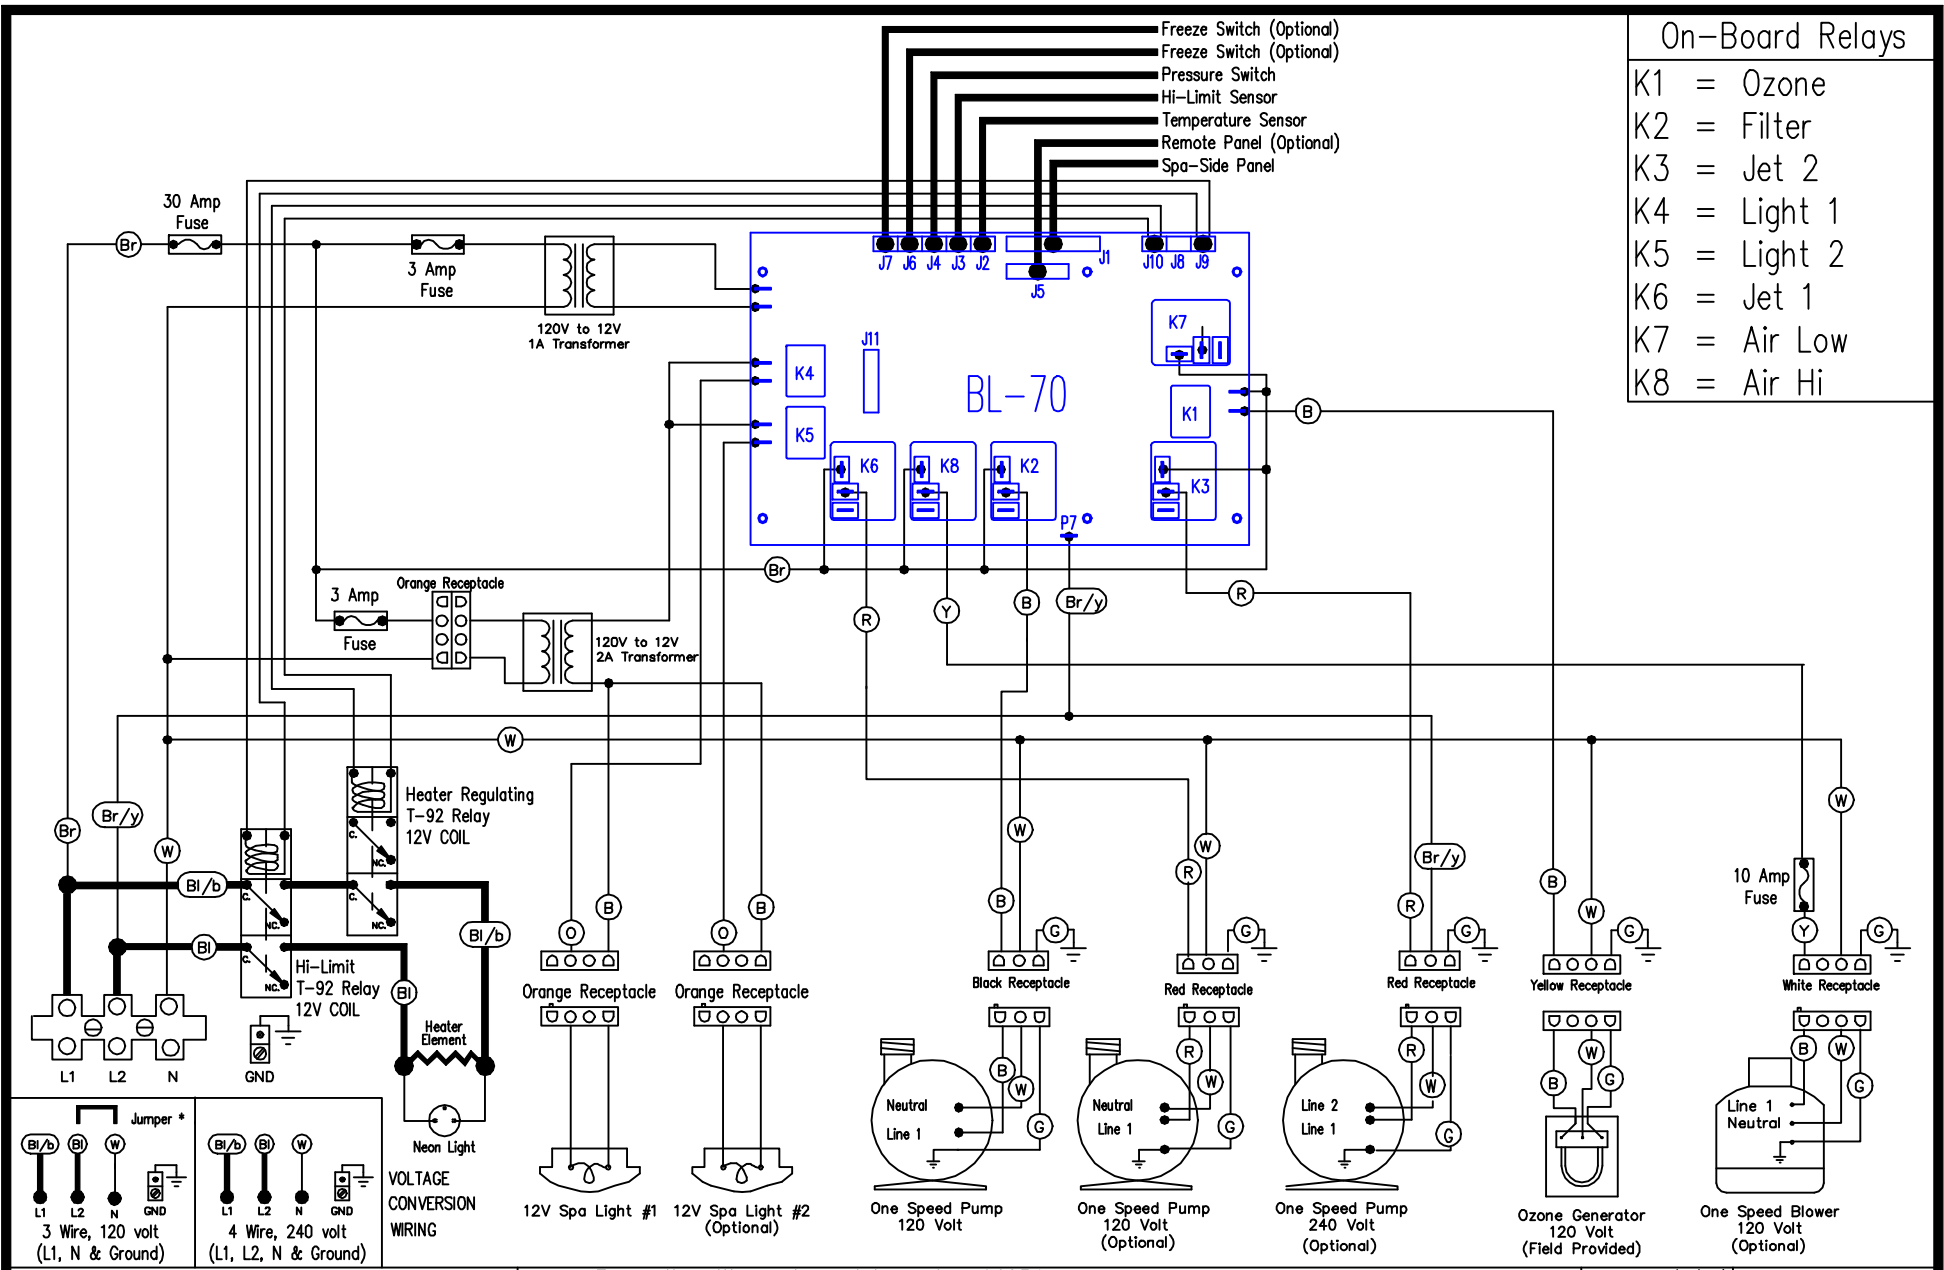 Freeze Switch (Optional)
Freeze Switch (Optional)
Pressure Switch
Hi-Limit Sensor
Temperature Sensor
Remote Panel (Optional)
Spa-Side Panel
On-Board Relays
K1 = Ozone
K2 = Filter
K3 = Jet 2
K4 = Light 1
K5 = Light 2
K6 = Jet 1
K7 = Air Low
K8 = Air Hi
30 Amp
Fuse
Br
3 Amp
Fuse
120V to 12V
1A Transformer
J7 J6 J4 J3 J2
J1
J5
J10 J8 J9
J11
K7
K4
BL-70
K1
K5
K6
K8
K2
K3
P7
B
Br
3 Amp
Fuse
Orange Receptacle
120V to 12V
2A Transformer
R
Y
B
Br/y
R
W
Heater Regulating
T-92 Relay
12V COIL
C.
NC.
C.
NC.
Br
Br/y
W
Bl/b
C.
NC.
Bl
C.
NC.
Hi-Limit
T-92 Relay
12V COIL
Bl/b
Bl
Heater
Element
Neon Light
L1 L2 N
GND
O
B
O
B
B
W
G
R
W
G
R
Br/y
G
B
W
G
10 Amp
Fuse
Y
W
G
Orange Receptacle
Orange Receptacle
Black Receptacle
Red Receptacle
Red Receptacle
Yellow Receptacle
White Receptacle
B
W
G
Neutral
Line 1
R
W
G
Neutral
Line 1
R
W
G
Line 2
Line 1
B
W
G
B
W
G
Line 1
Neutral
12V Spa Light #1
12V Spa Light #2
(Optional)
One Speed Pump
120 Volt
One Speed Pump
120 Volt
(Optional)
One Speed Pump
240 Volt
(Optional)
Ozone Generator
120 Volt
(Field Provided)
One Speed Blower
120 Volt
(Optional)
Jumper *
Bl/b
Bl
W
L1
L2
N
GND
3 Wire, 120 volt
(L1, N & Ground)
Bl/b
Bl
W
L1
L2
N
GND
4 Wire, 240 volt
(L1, L2, N & Ground)
VOLTAGE
CONVERSION
WIRING